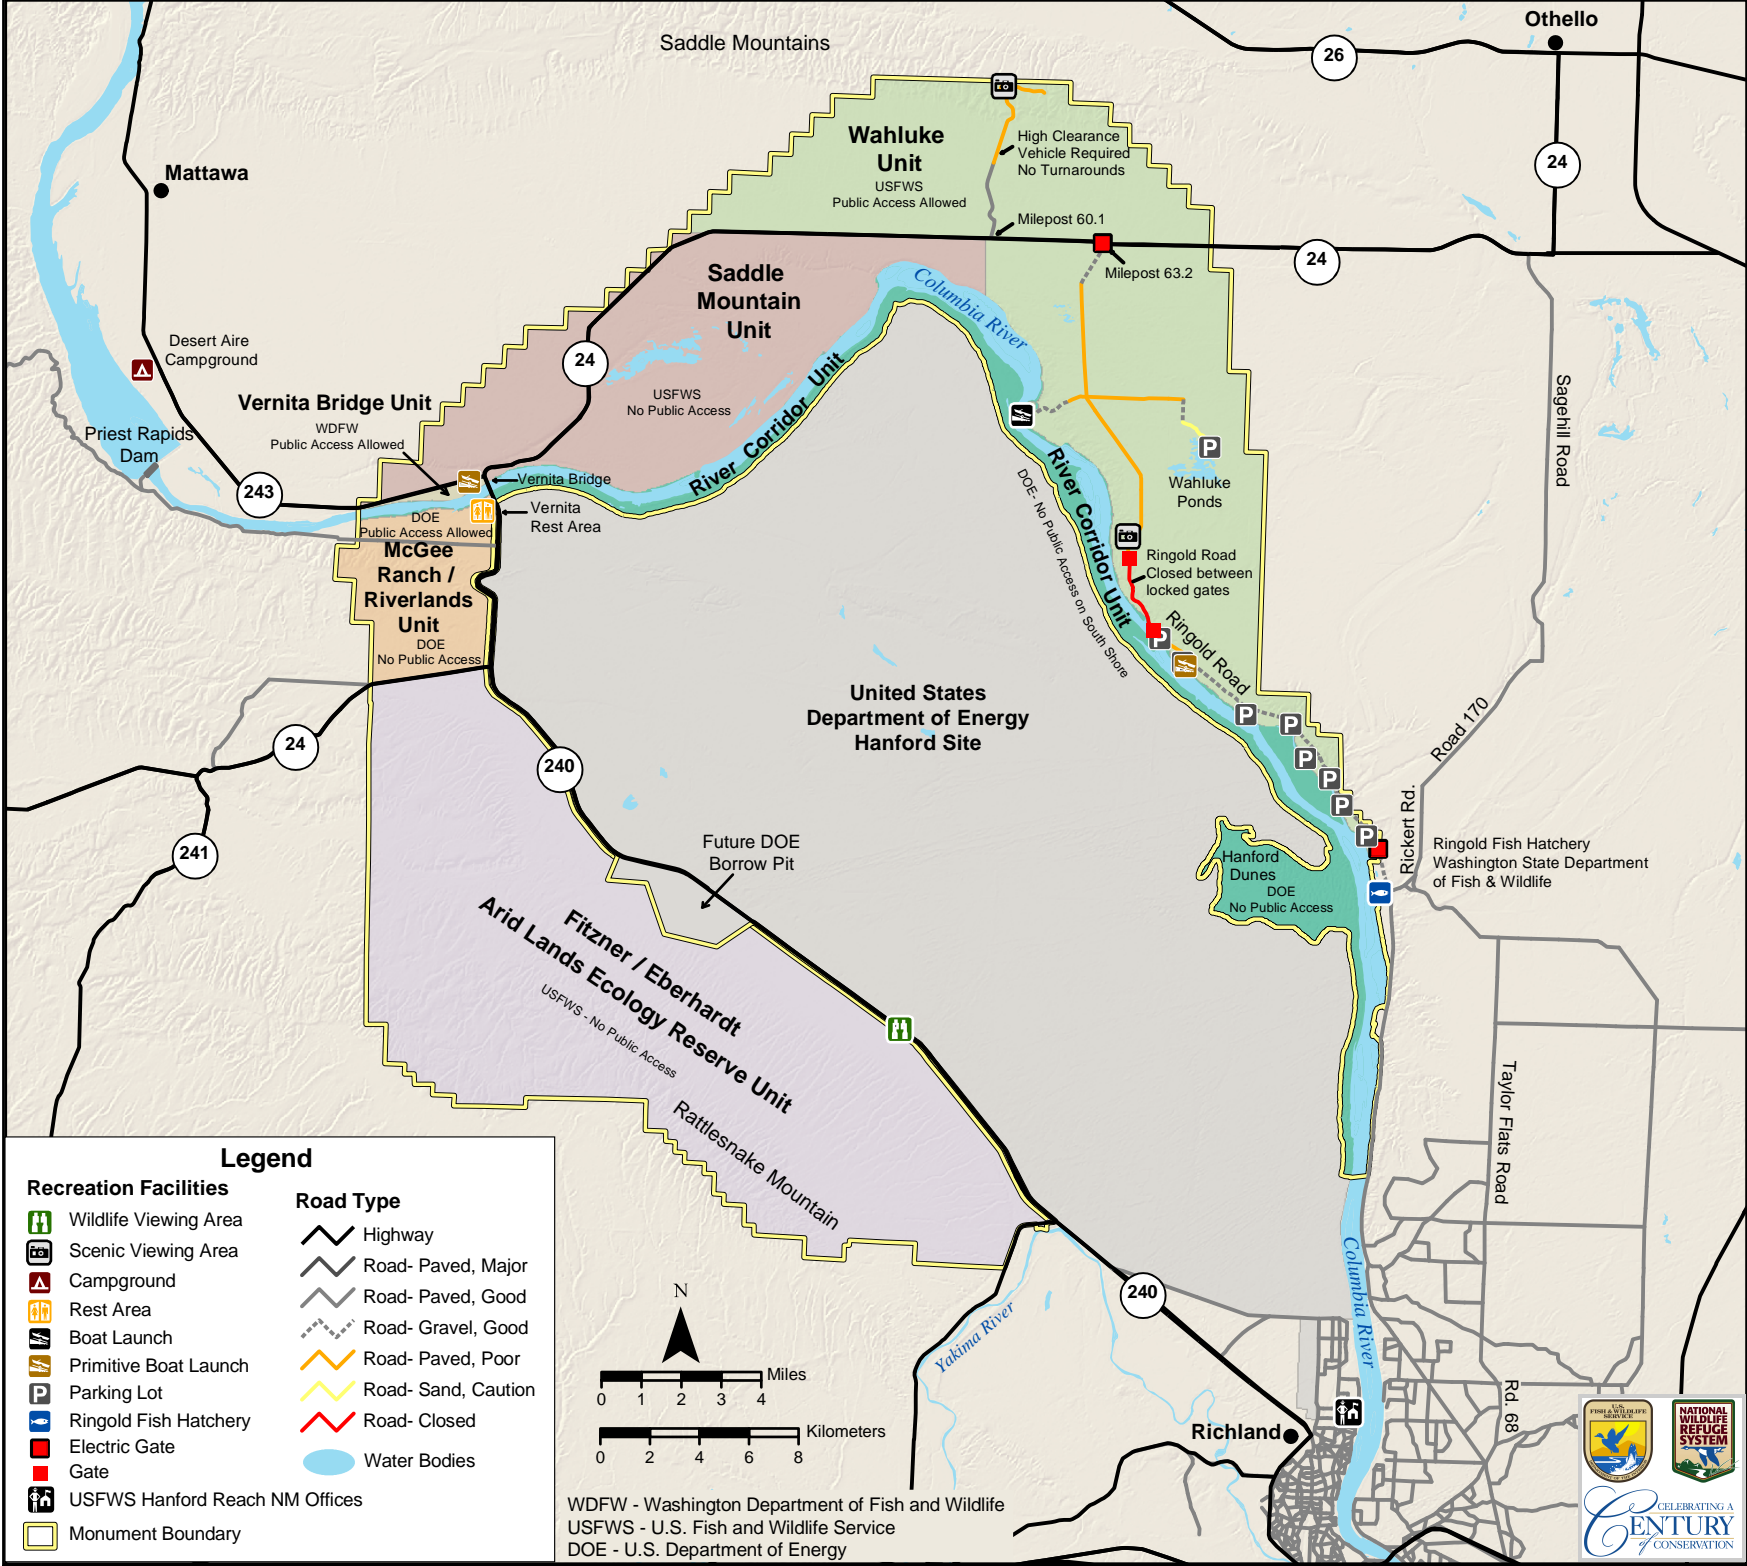 Othello
Saddle Mountains
26
Wahluke
Unit
USFWS
Public Access Allowed
High Clearance
Vehicle Required
No Turnarounds
24
Mattawa
Milepost 60.1
24
Milepost 63.2
Saddle
Mountain
Unit
USFWS
No Public Access
Columbia River
Desert Aire
Campground
24
River Corridor Unit
Sagehill Road
Vernita Bridge Unit
WDFW
Public Access Allowed
Priest Rapids
Dam
243
Vernita Bridge
Vernita
Rest Area
P
Wahluke
Ponds
DOE
Public Access Allowed
McGee
Ranch /
Riverlands
Unit
DOE
No Public Access
River Corridor Unit
DOE- No Public Access on South Shore
Ringold Road
Closed between
locked gates
P
Ringold Road
United States
Department of Energy
Hanford Site
P
P
P
P
P
P
24
240
241
Road 170
Rickert Rd.
Future DOE
Borrow Pit
Hanford
Dunes
DOE
No Public Access
Ringold Fish Hatchery
Washington State Department
of Fish & Wildlife
Fitzner / Eberhardt
Arid Lands Ecology Reserve Unit
USFWS - No Public Access
Rattlesnake Mountain
Taylor Flats Road
Columbia River
240
Yakima River
Rd. 68
Richland
Legend
Recreation Facilities
Wildlife Viewing Area
Scenic Viewing Area
Campground
Rest Area
Boat Launch
Primitive Boat Launch
P Parking Lot
Ringold Fish Hatchery
Electric Gate
Gate
USFWS Hanford Reach NM Offices
Monument Boundary
Road Type
Highway
Road- Paved, Major
Road- Paved, Good
Road- Gravel, Good
Road- Paved, Poor
Road- Sand, Caution
Road- Closed
Water Bodies
N
Miles
0 1 2 3 4
Kilometers
0 2 4 6 8
WDFW - Washington Department of Fish and Wildlife
USFWS - U.S. Fish and Wildlife Service
DOE - U.S. Department of Energy
U.S.
FISH & WILDLIFE
SERVICE
NATIONAL
WILDLIFE
REFUGE
SYSTEM
CELEBRATING A
CENTURY
of CONSERVATION